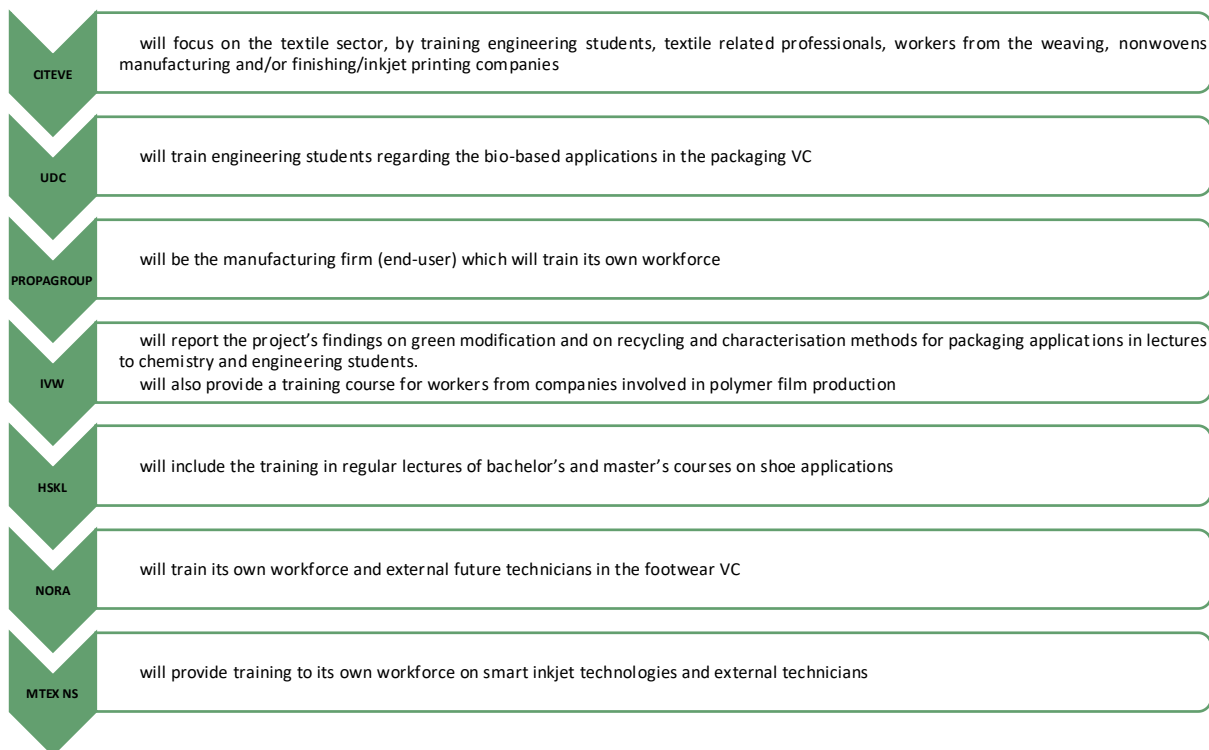 CITEVE
will focus on the textile sector, by training engineering students, textile related professionals, workers from the weaving, nonwovens
manufacturing and/or finishing/inkjet printing companies
UDC
will train engineering students regarding the bio-based applications in the packaging VC
PROPAGROUP
will be the manufacturing firm (end-user) which will train its own workforce
IVW
will report the project's findings on green modification and on recycling and characterisation methods for packaging applications in lectures
to chemistry and engineering students.
will also provide a training course for workers from companies involved in polymer film production
HSKL
will include the training in regular lectures of bachelor's and master's courses on shoe applications
NORA
will train its own workforce and external future technicians in the footwear VC
MTEX NS
will provide training to its own workforce on smart inkjet technologies and external technicians